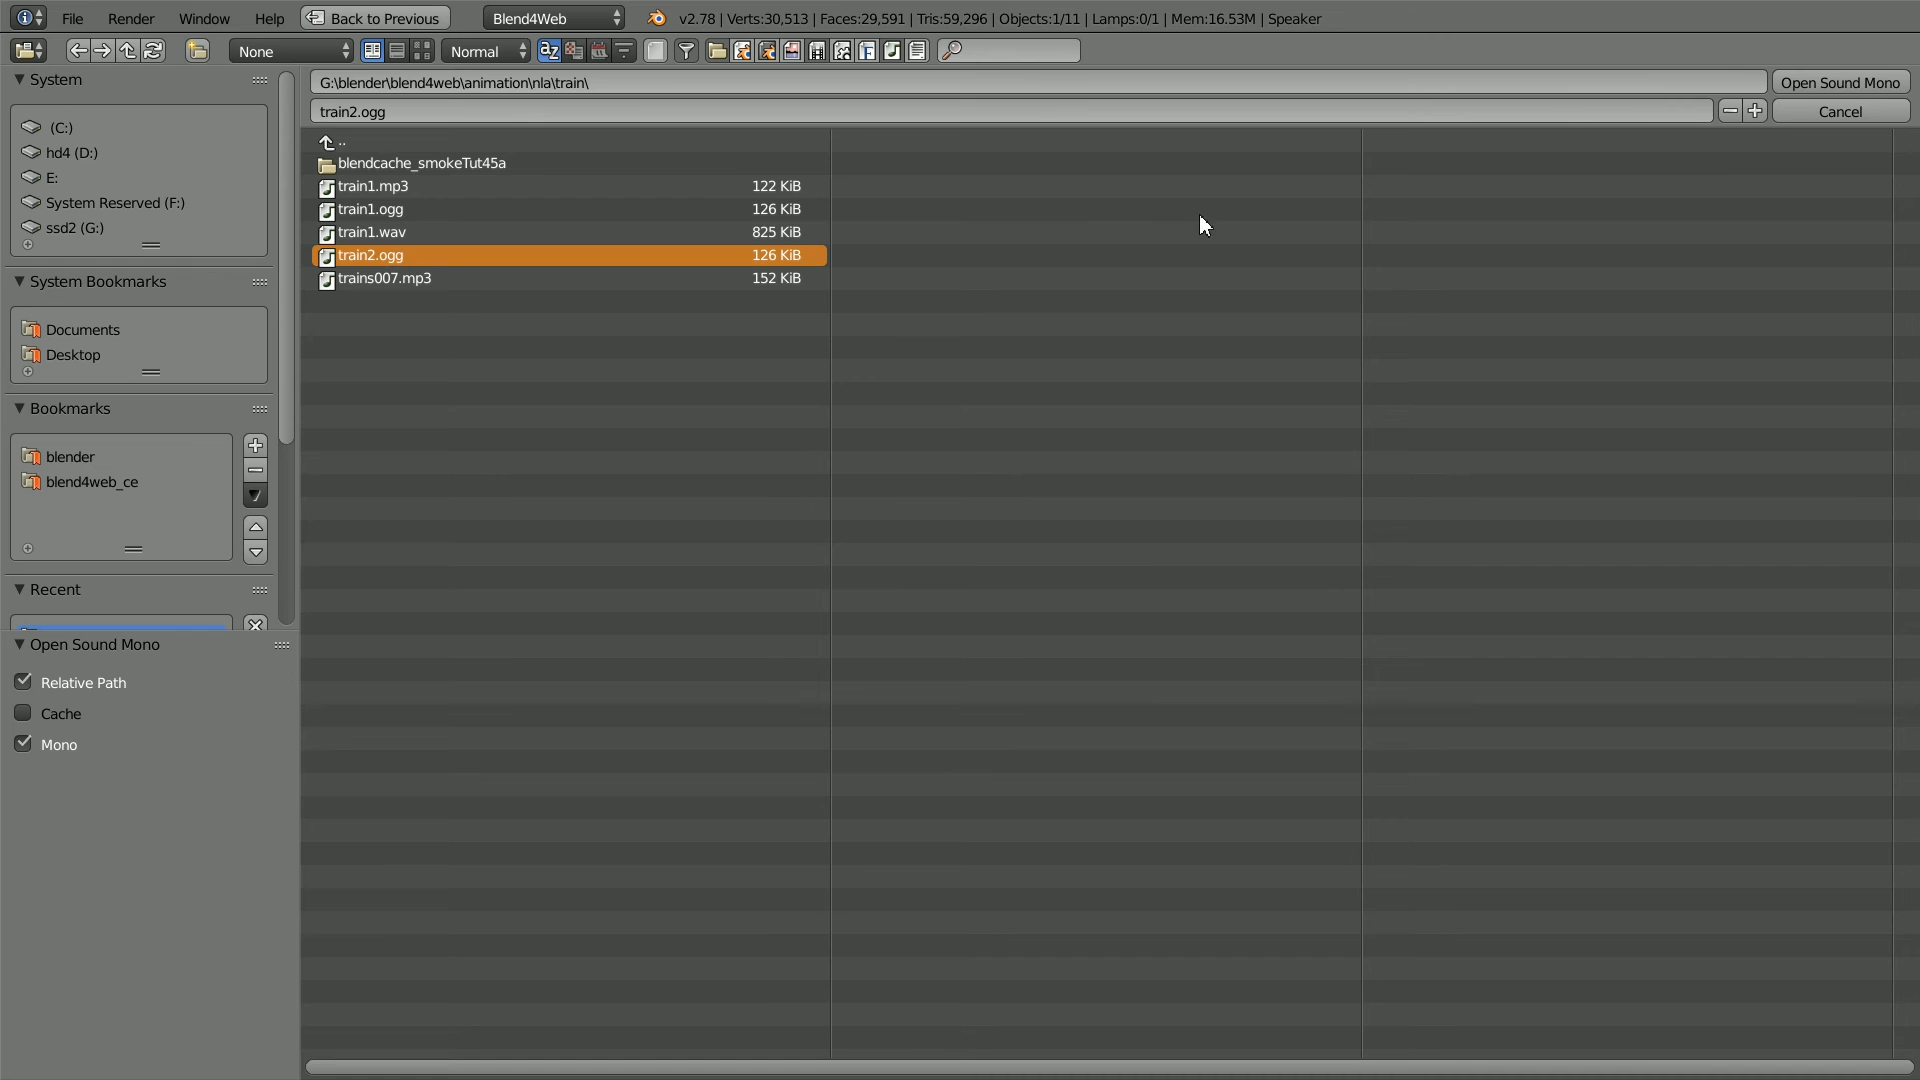 File Render Window Help Back to Previous Blend4Web v2.78 | Verts:30,513 | Faces:29,591 | Tris:59,296 | Objects:1/11 | Lamps:0/1 | Mem:16.53M | Speaker
None Normal
System
(C:)
hd4 (D:)
E:
System Reserved (F:)
ssd2 (G:)
System Bookmarks
Documents
Desktop
Bookmarks
blender
blend4web_ce
Recent
Open Sound Mono
Relative Path
Cache
Mono
G:\blender\blend4web\animation\nla\train\ Open Sound Mono
train2.ogg Cancel
..
blendcache_smokeTut45a
train1.mp3 122 KiB
train1.ogg 126 KiB
train1.wav 825 KiB
train2.ogg 126 KiB
trains007.mp3 152 KiB